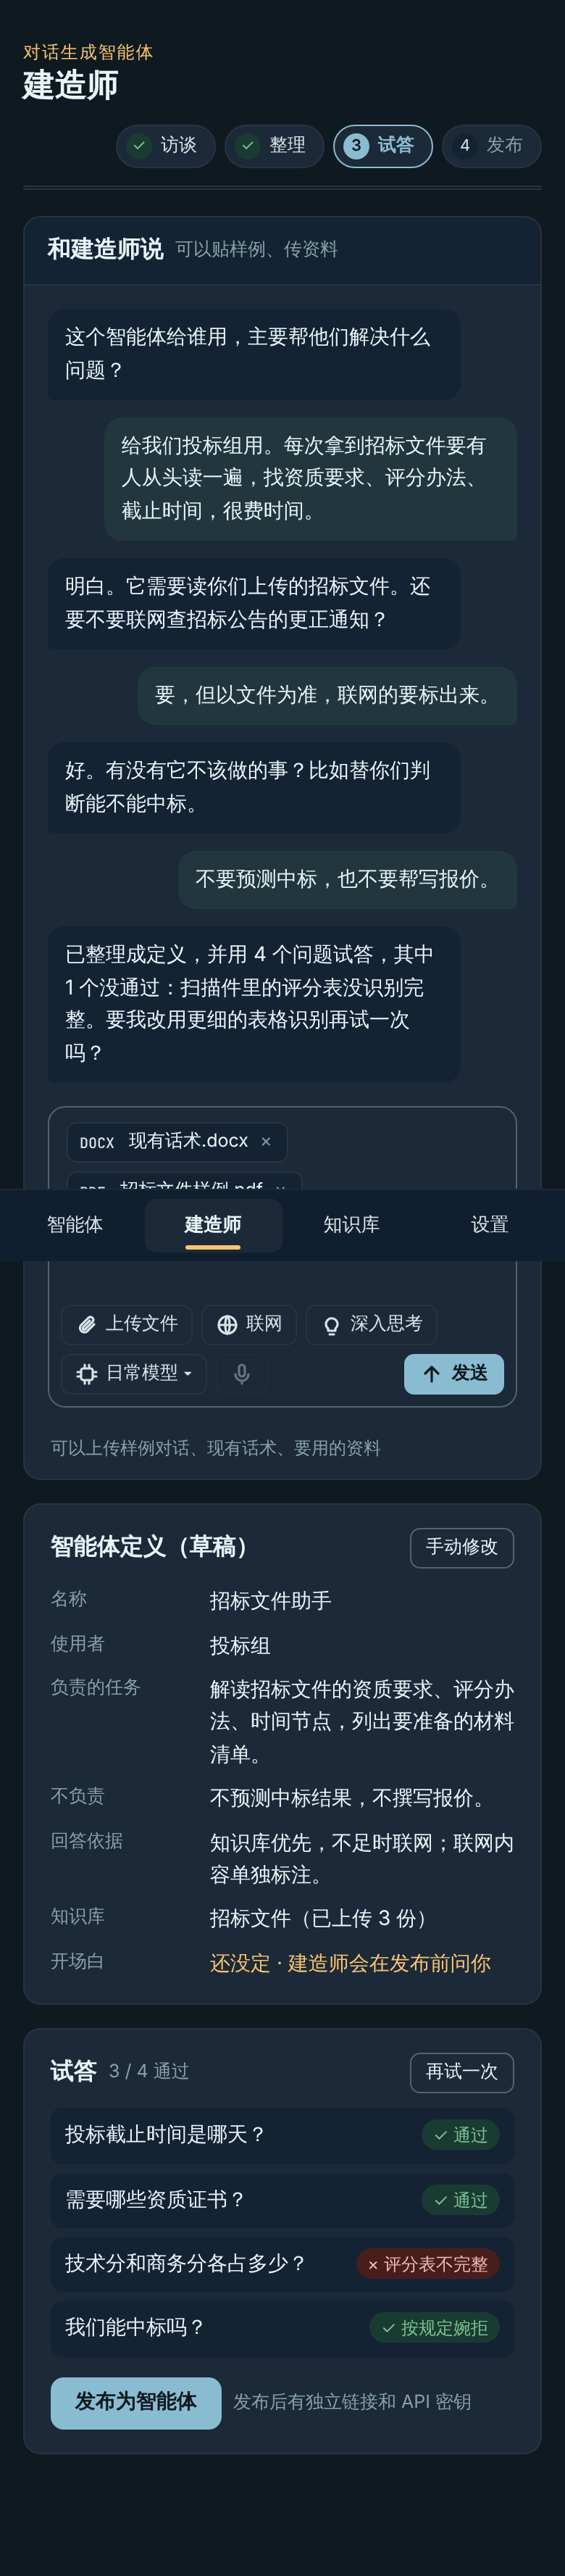 对话生成智能体
建造师
访谈
整理
3 试答
4 发布
和建造师说 可以贴样例、传资料
这个智能体给谁用，主要帮他们解决什么
问题？
给我们投标组用。每次拿到招标文件要有
人从头读一遍，找资质要求、评分办法、
截止时间，很费时间。
明白。它需要读你们上传的招标文件。还
要不要联网查招标公告的更正通知？
要，但以文件为准，联网的要标出来。
好。有没有它不该做的事？比如替你们判
断能不能中标。
不要预测中标，也不要帮写报价。
已整理成定义，并用 4 个问题试答，其中
1 个没通过：扫描件里的评分表没识别完
整。要我改用更细的表格识别再试一次
吗？
DOCX 现有话术.docx ×
PDF 招标文件样例.pdf ×
智能体 建造师 知识库 设置
上传文件 联网 深入思考
日常模型 发送
可以上传样例对话、现有话术、要用的资料
智能体定义（草稿） 手动修改
名称 招标文件助手
使用者 投标组
负责的任务 解读招标文件的资质要求、评分办
法、时间节点，列出要准备的材料
清单。
不负责 不预测中标结果，不撰写报价。
回答依据 知识库优先，不足时联网；联网内
容单独标注。
知识库 招标文件（已上传 3 份）
开场白 还没定 · 建造师会在发布前问你
试答 3 / 4 通过 再试一次
投标截止时间是哪天？ ✓ 通过
需要哪些资质证书？ ✓ 通过
技术分和商务分各占多少？ × 评分表不完整
我们能中标吗？ ✓ 按规定婉拒
发布为智能体 发布后有独立链接和 API 密钥